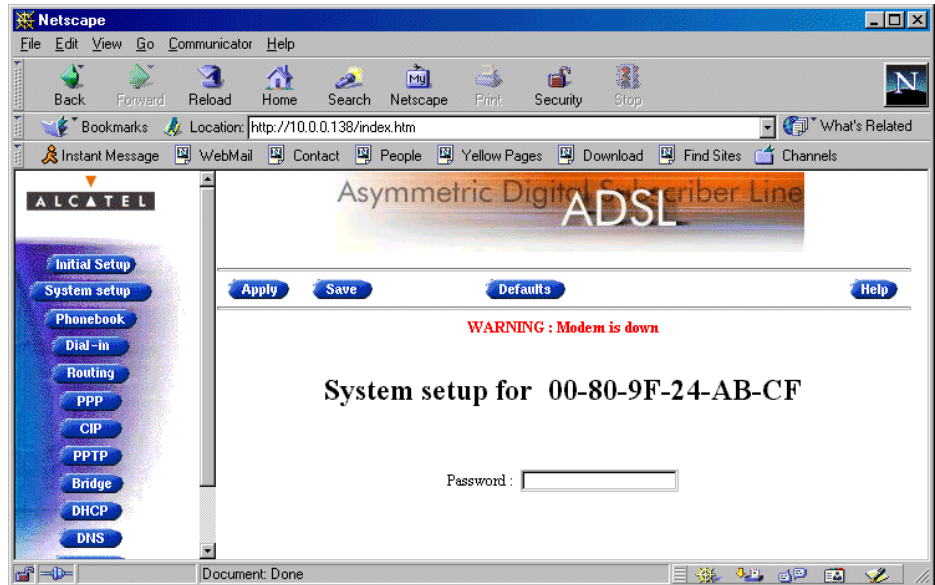 Netscape
File Edit View Go Communicator Help
Back Forward Reload Home Search Netscape Print Security Stop
My
N
Bookmarks Location: http://10.0.0.138/index.htm What's Related
Instant Message WebMail Contact People Yellow Pages Download Find Sites Channels
ALCATEL
Asymmetric Digital Subscriber Line
ADSL
Initial Setup
System setup
Phonebook
Dial-in
Routing
PPP
CIP
PPTP
Bridge
DHCP
DNS
Apply Save Defaults Help
WARNING : Modem is down
System setup for 00-80-9F-24-AB-CF
Password :
Document: Done